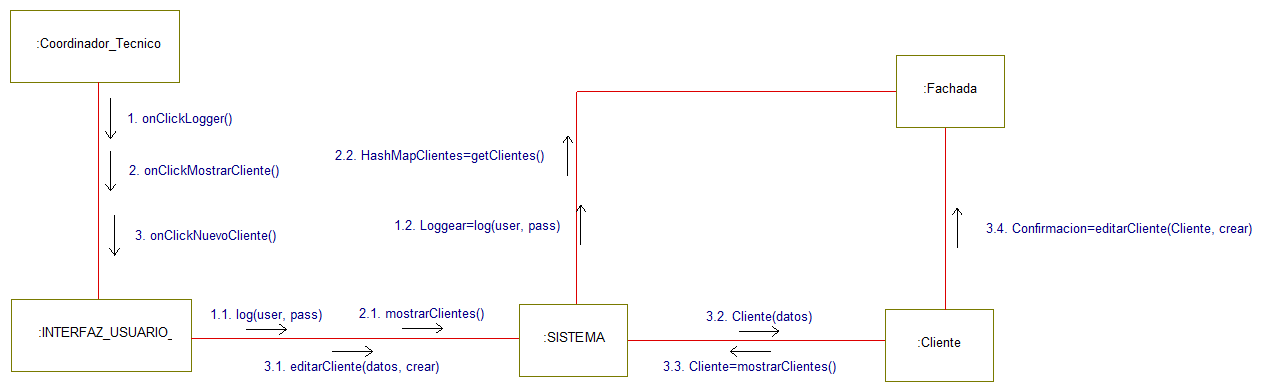 :Coordinador_Tecnico
:Fachada
1. onClickLogger()
2.2. HashMapClientes=getClientes()
2. onClickMostrarCliente()
1.2. Loggear=log(user, pass)
3. onClickNuevoCliente()
3.4. Confirmacion=editarCliente(Cliente, crear)
1.1. log(user, pass)
2.1. mostrarClientes()
3.2. Cliente(datos)
:INTERFAZ_USUARIO_
:SISTEMA
:Cliente
3.1. editarCliente(datos, crear)
3.3. Cliente=mostrarClientes()